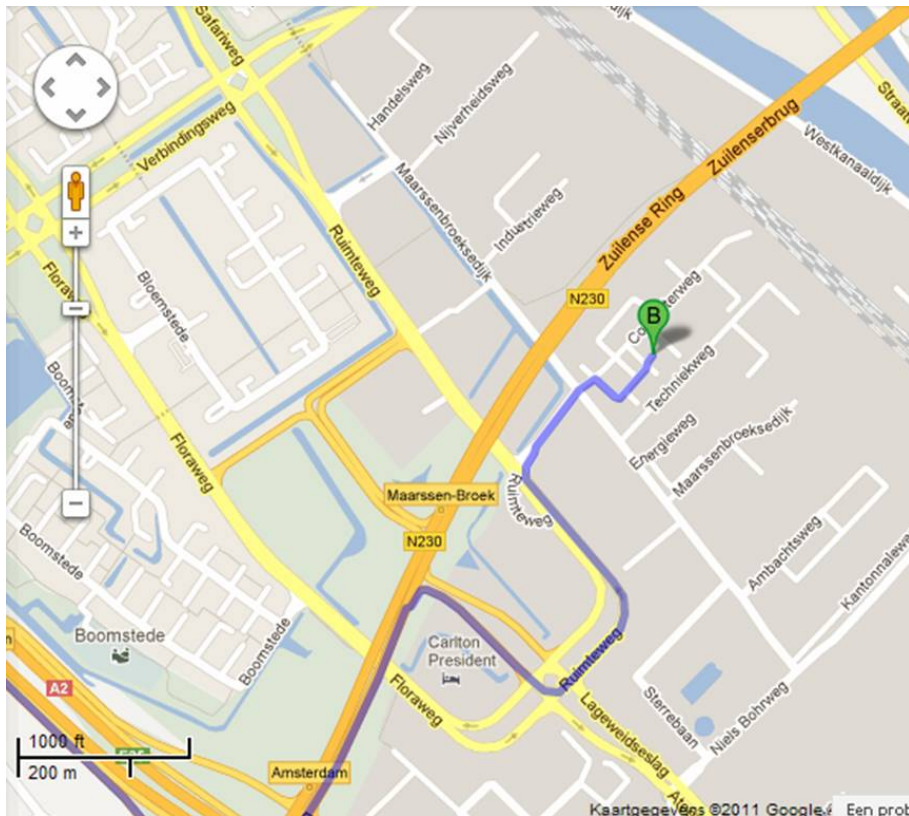 Safariweg
Verbindingsweg
Handelsweg
Nijverheidsweg
Zuilenserbrug
Westkanaaldijk
Maarssenbroeksedijk
Industrieweg
Zuilense Ring
Ruimteweg
Bloemstede
N230
B
Techniekweg
Energieweg
Maarssenbroeksedijk
Floraweg
Maarssen-Broek
Ruimteweg
N230
Ambachtsweg
Boomstede
Boomstede
Boomstede
Carlton
President
Ruimteweg
A2
Floraweg
Sterrebaan
Niels Bohrweg
Lageweidseslag
1000 ft
200 m
Amsterdam
Kaartgegevens ©2011 Google